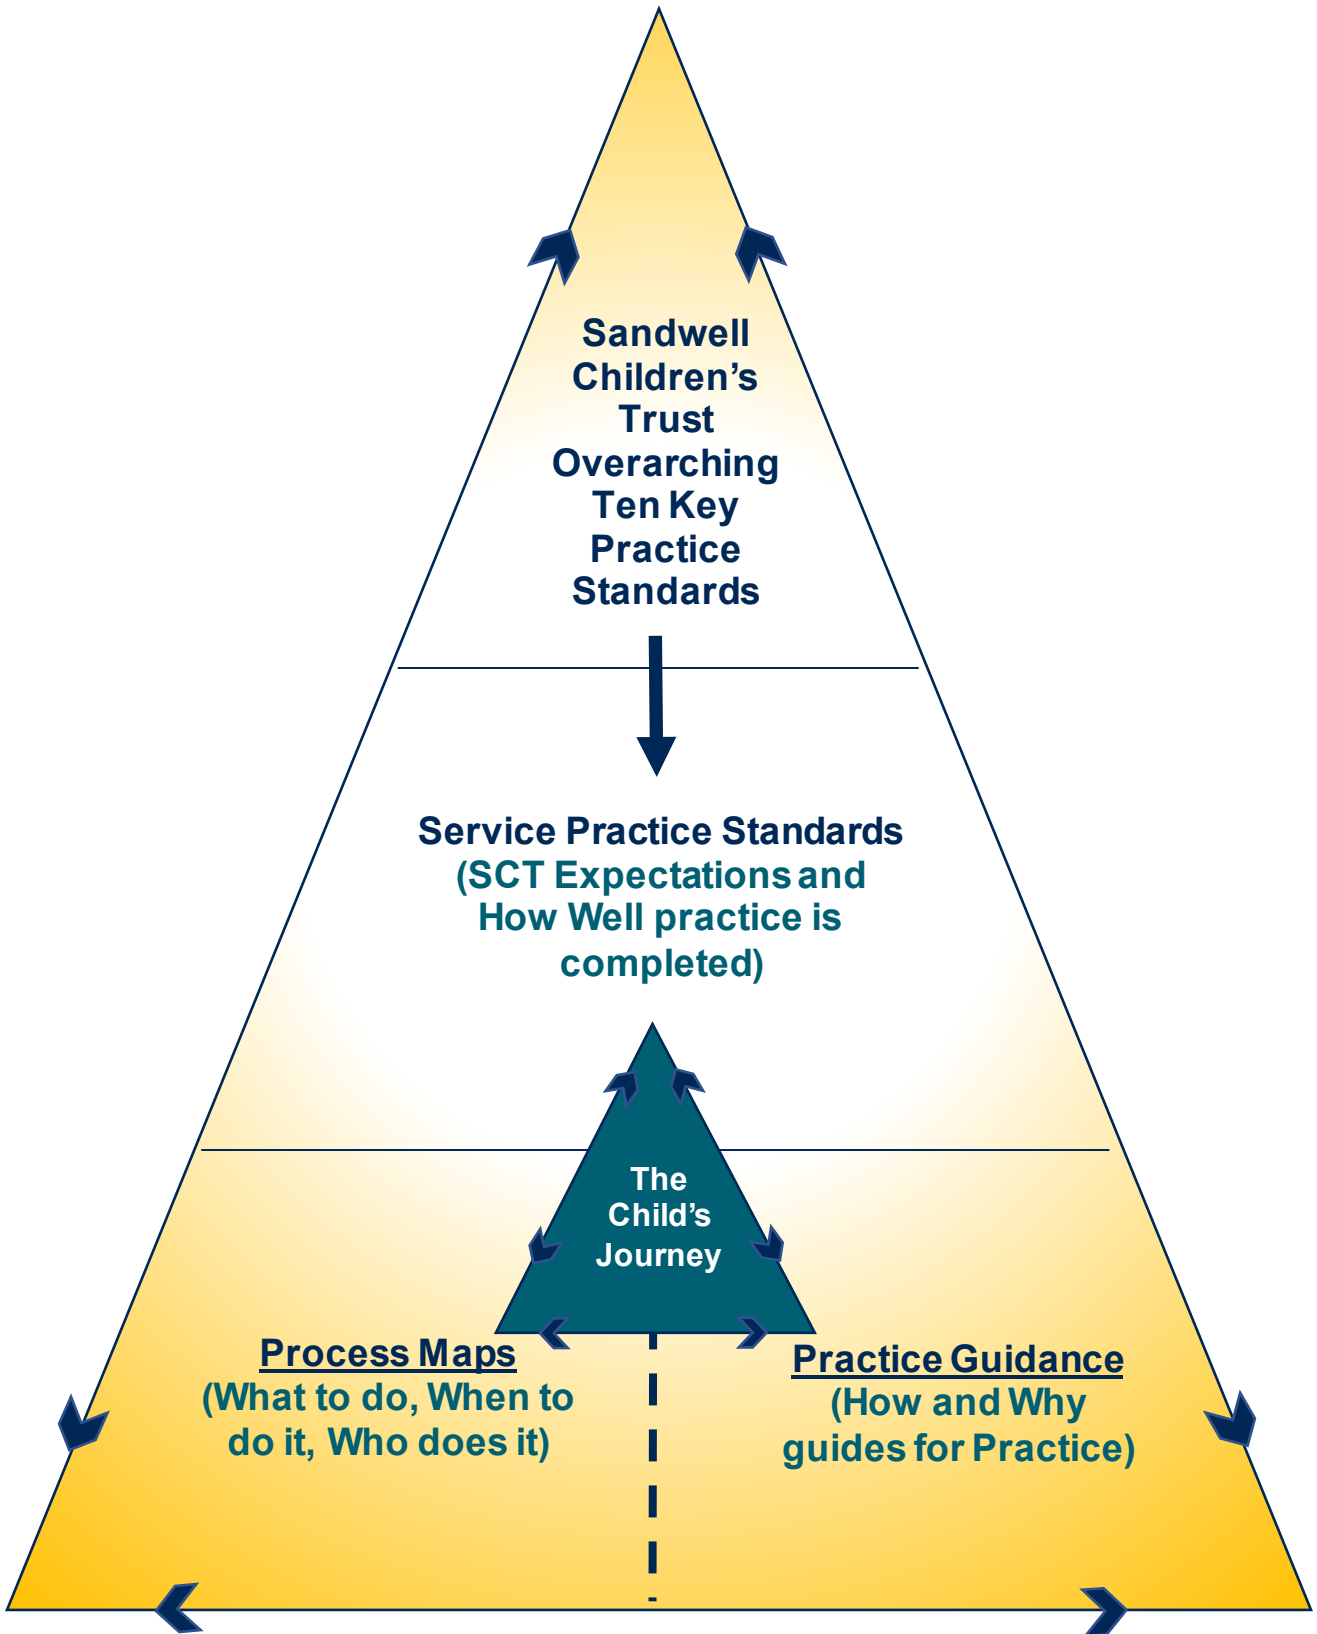 Sandwell
Children’s
Trust
Overarching
Ten Key
Practice
Standards
Service Practice Standards
(SCT Expectations and
How Well practice is
completed)
The
Child’s
Journey
Process Maps
(What to do, When to
do it, Who does it)
Practice Guidance
(How and Why
guides for Practice)